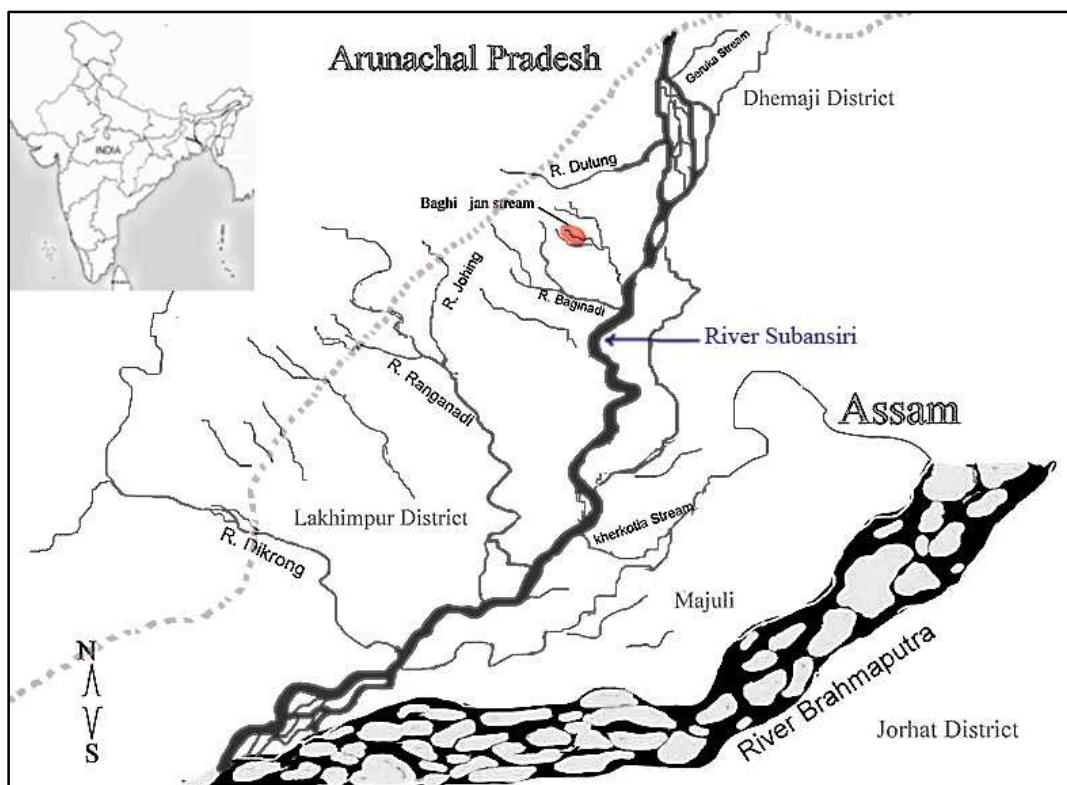 INDIA
Arunachal Pradesh
Geruka Stream
Dhemaji District
R. Dulung
Baghi jan stream
R. Johing
R. Baginadi
River Subansiri
R. Ranganadi
Assam
Lakhimpur District
kherkotia Stream
R. Dikrong
Majuli
N
S
River Brahmaputra
Jorhat District